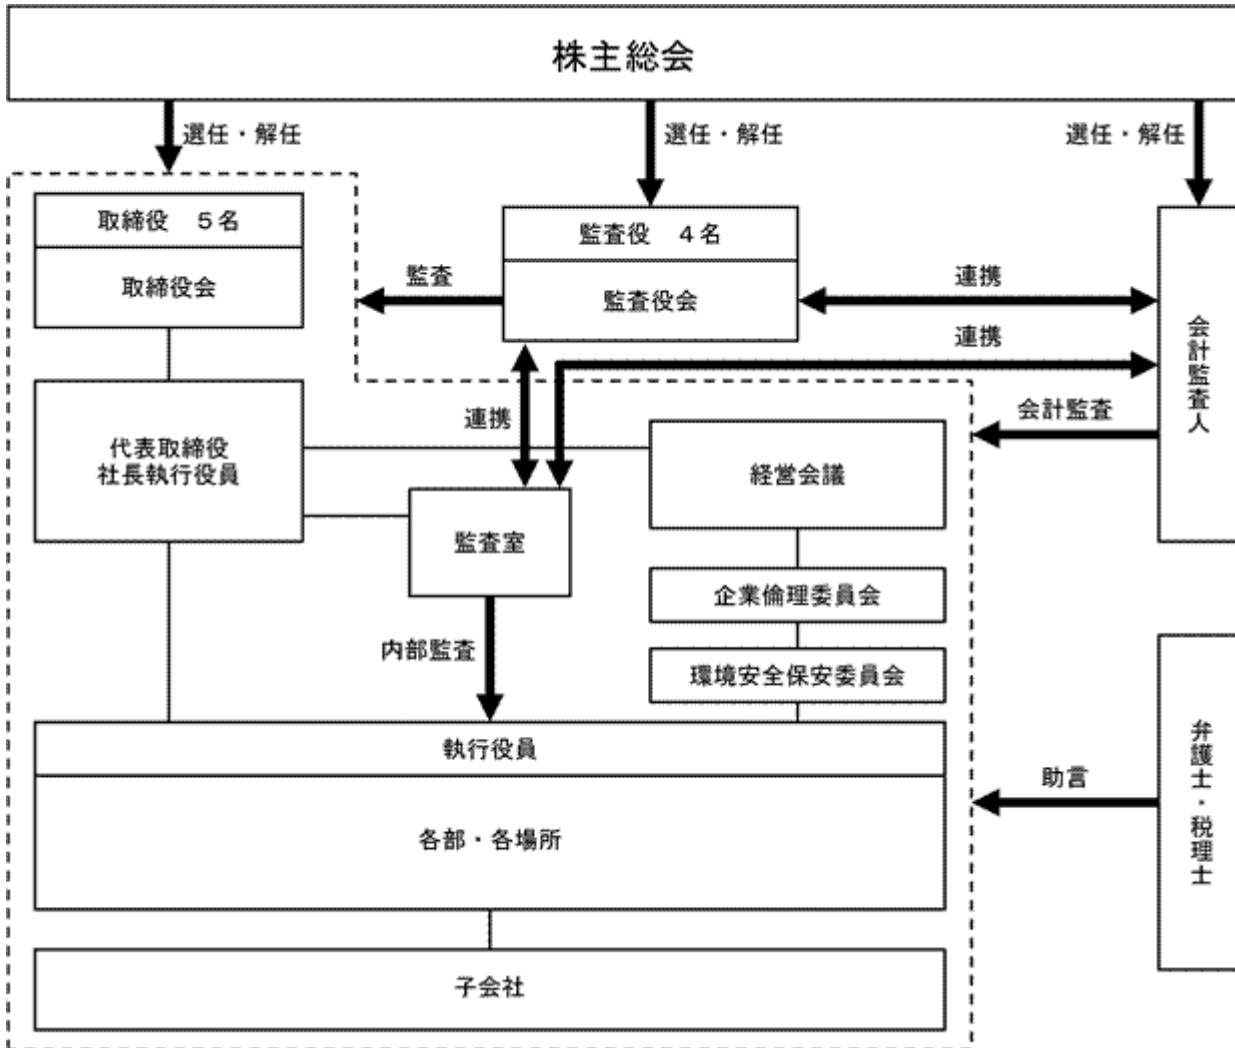 株主総会
選任・解任
選任・解任
選任・解任
取締役 5名
取締役会
監査役 4名
監査役会
監査
連携
連携
会計監査人
会計監査
連携
代表取締役
社長執行役員
経営会議
監査室
企業倫理委員会
内部監査
環境安全保安委員会
執行役員
各部・各場所
助言
弁護士・税理士
子会社